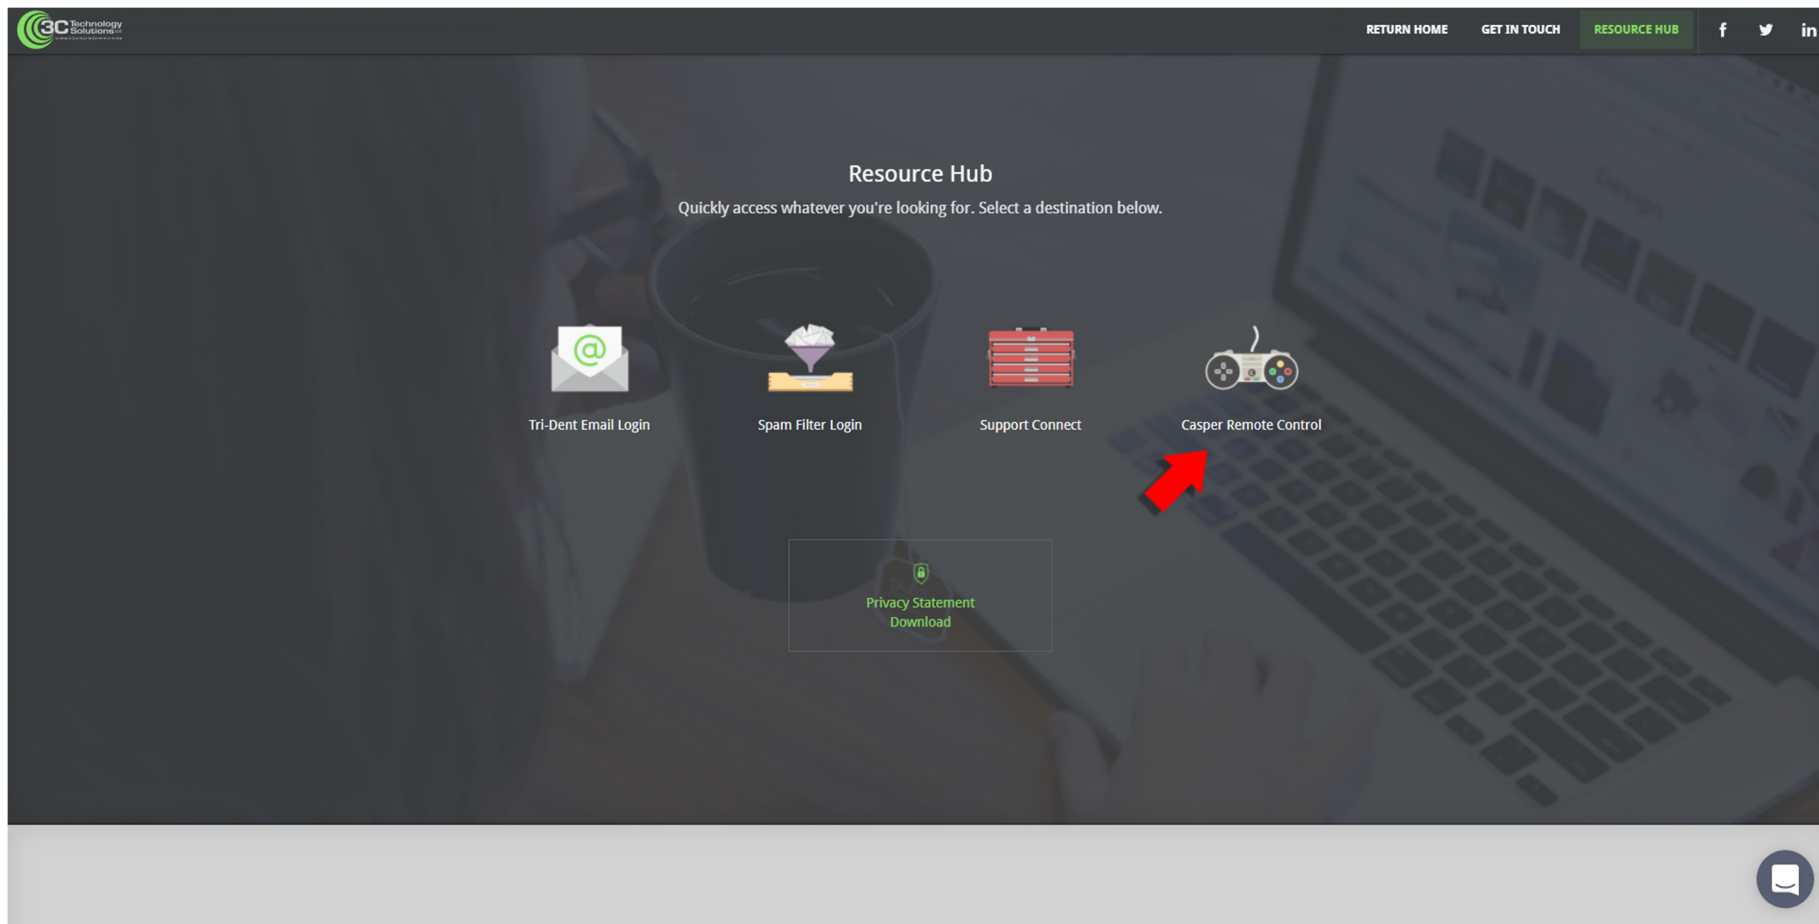 3C Technology
Solutions LLC
RETURN HOME
GET IN TOUCH
RESOURCE HUB
Resource Hub
Quickly access whatever you're looking for. Select a destination below.
Tri-Dent Email Login
Spam Filter Login
Support Connect
Casper Remote Control
Privacy Statement
Download